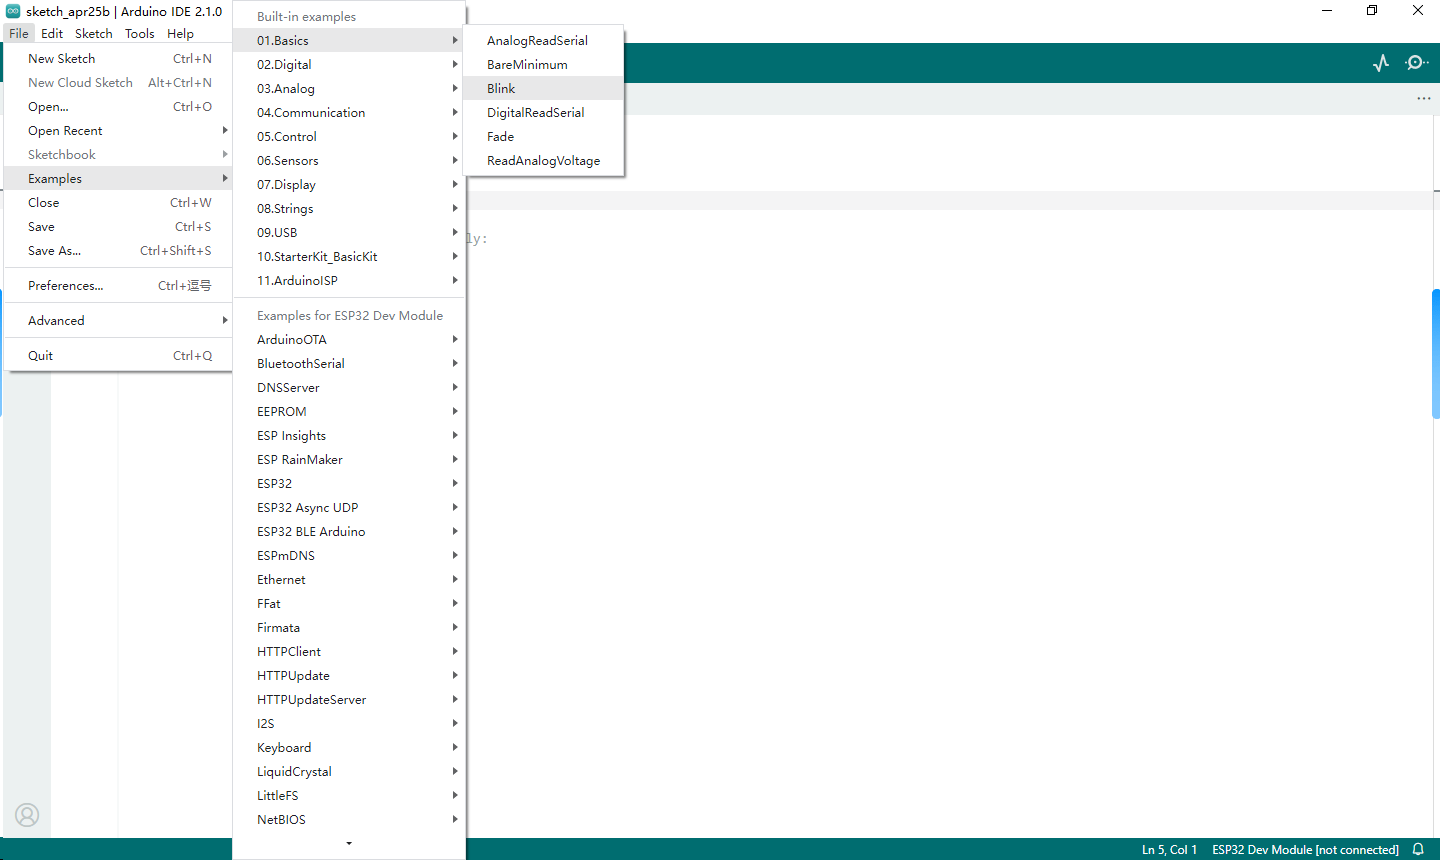 sketch_apr25b | Arduino IDE 2.1.0
File Edit Sketch Tools Help
New Sketch Ctrl+N
New Cloud Sketch Alt+Ctrl+N
Open... Ctrl+O
Open Recent
Sketchbook
Examples
Close Ctrl+W
Save Ctrl+S
Save As... Ctrl+Shift+S
Preferences... Ctrl+逗号
Advanced
Quit Ctrl+Q
Built-in examples
01.Basics
02.Digital
03.Analog
04.Communication
05.Control
06.Sensors
07.Display
08.Strings
09.USB
10.StarterKit_BasicKit
11.ArduinoISP
Examples for ESP32 Dev Module
ArduinoOTA
BluetoothSerial
DNSServer
EEPROM
ESP Insights
ESP RainMaker
ESP32
ESP32 Async UDP
ESP32 BLE Arduino
ESPmDNS
Ethernet
FFat
Firmata
HTTPClient
HTTPUpdate
HTTPUpdateServer
I2S
Keyboard
LiquidCrystal
LittleFS
NetBIOS
AnalogReadSerial
BareMinimum
Blink
DigitalReadSerial
Fade
ReadAnalogVoltage
ly:
Ln 5, Col 1 ESP32 Dev Module [not connected]